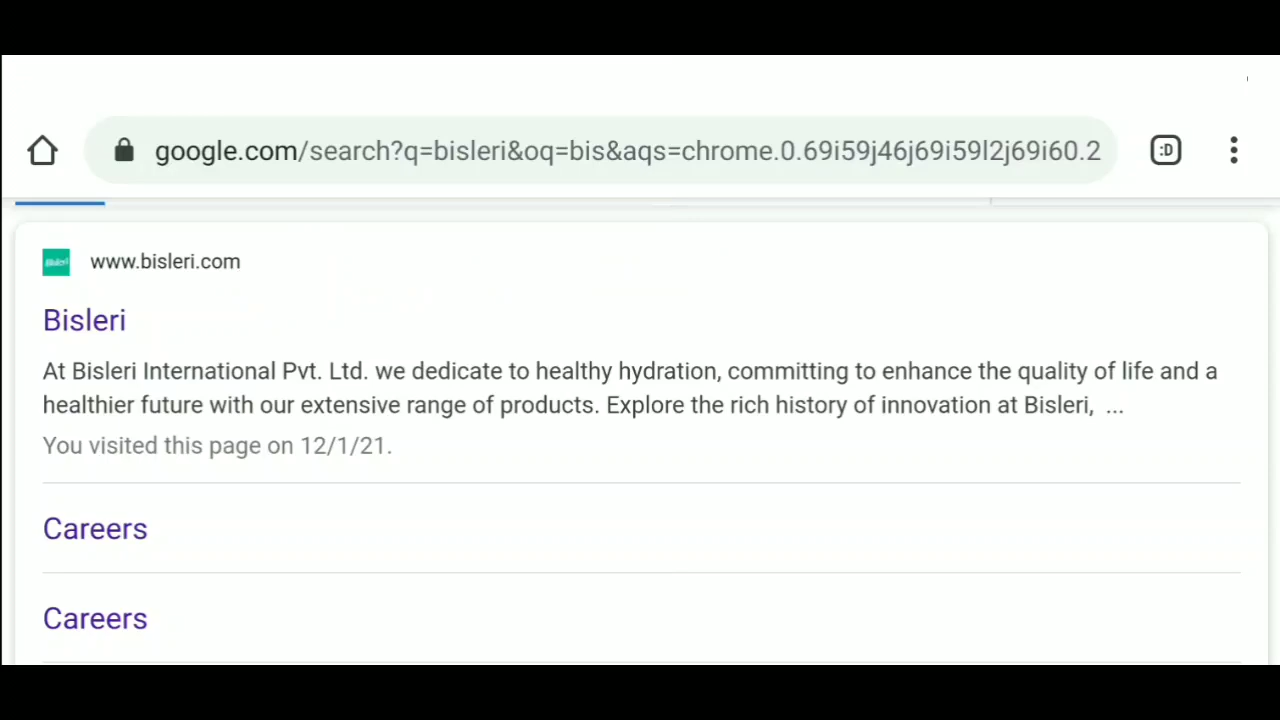 google.com/search?q=bisleri&oq=bis&aqs=chrome.0.69i59j46j69i59l2j69i60.2
:D
Bisleri
www.bisleri.com
Bisleri
At Bisleri International Pvt. Ltd. we dedicate to healthy hydration, committing to enhance the quality of life and a
healthier future with our extensive range of products. Explore the rich history of innovation at Bisleri, ...
You visited this page on 12/1/21.
Careers
Careers